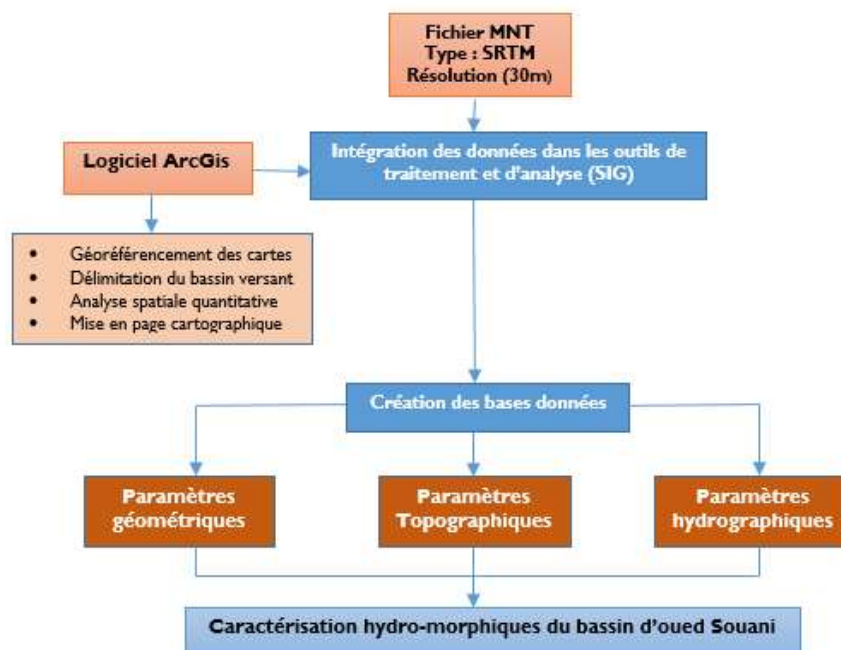 Fichier MNT
Type : SRTM
Résolution (30m)
Logiciel ArcGis
Intégration des données dans les outils de
traitement et d'analyse (SIG)
• Géoréférencement des cartes
• Délimitation du bassin versant
• Analyse spatiale quantitative
• Mise en page cartographique
Création des bases données
Paramètres
géométriques
Paramètres
Topographiques
Paramètres
hydrographiques
Caractérisation hydro-morphiques du bassin d'oued Souani